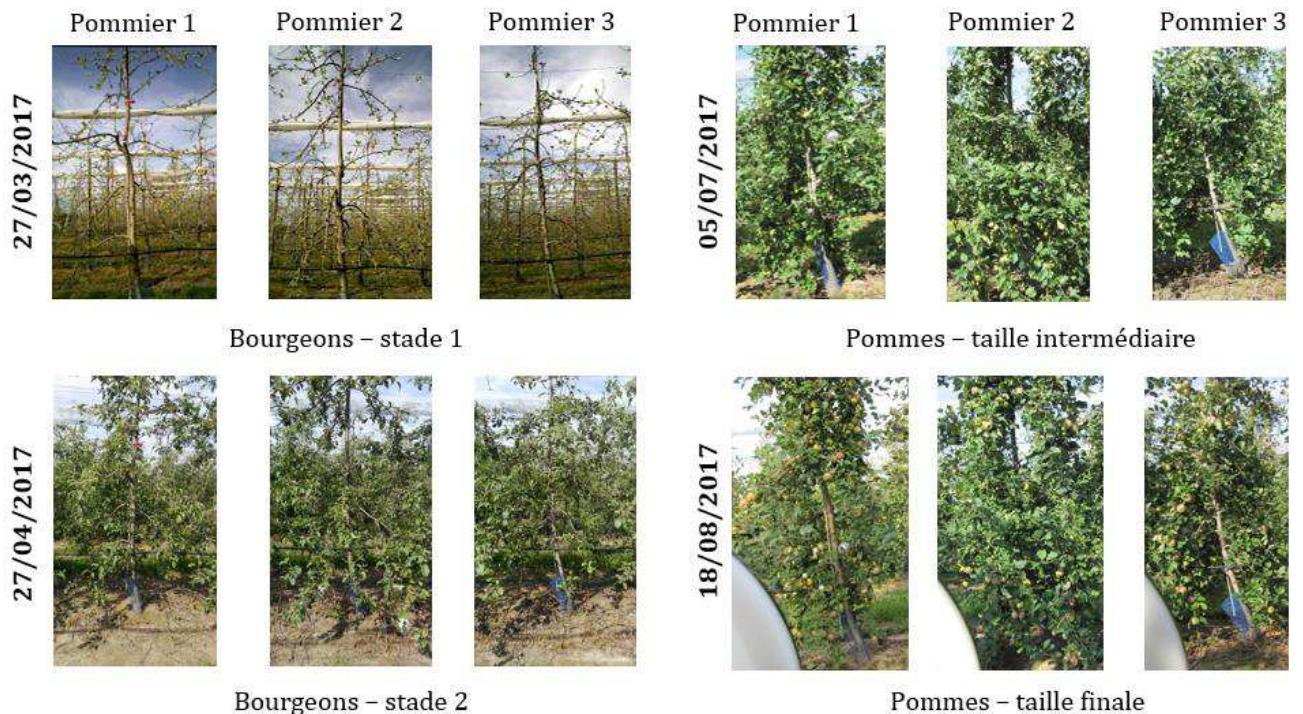 Pommier 1 Pommier 2 Pommier 3
27/03/2017
Bourgeons – stade 1
27/04/2017
Bourgeons – stade 2
Pommier 1 Pommier 2 Pommier 3
05/07/2017
Pommes – taille intermédiaire
18/08/2017
Pommes – taille finale